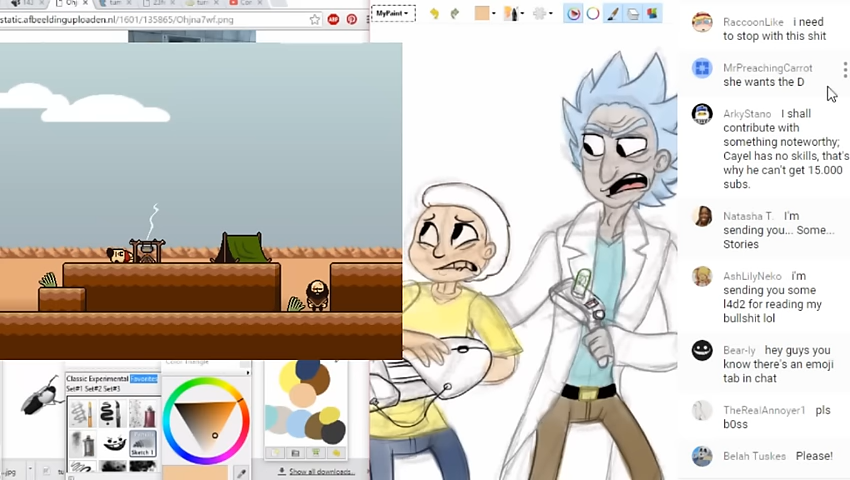 static.afbeeldinguploaden.nl/1601/135865/Ohjna7wf.png
MyPaint
RaccoonLike i need
to stop with this shit
MrPreachingCarrot
she wants the D
ArkyStano I shall
contribute with
something noteworthy;
Cayel has no skills, that's
why he can't get 15.000
subs.
Natasha T. I'm
sending you... Some...
Stories
AshLilyNeko i'm
sending you some
l4d2 for reading my
bullshit lol
Bear-ly hey guys you
know there's an emoji
tab in chat
TheRealAnnoyer1 pls
b0ss
Belah Tuskes Please!
Classic Experimental Favorites
Set#1 Set#2 Set#3
Sketch 1
Show all downloads...